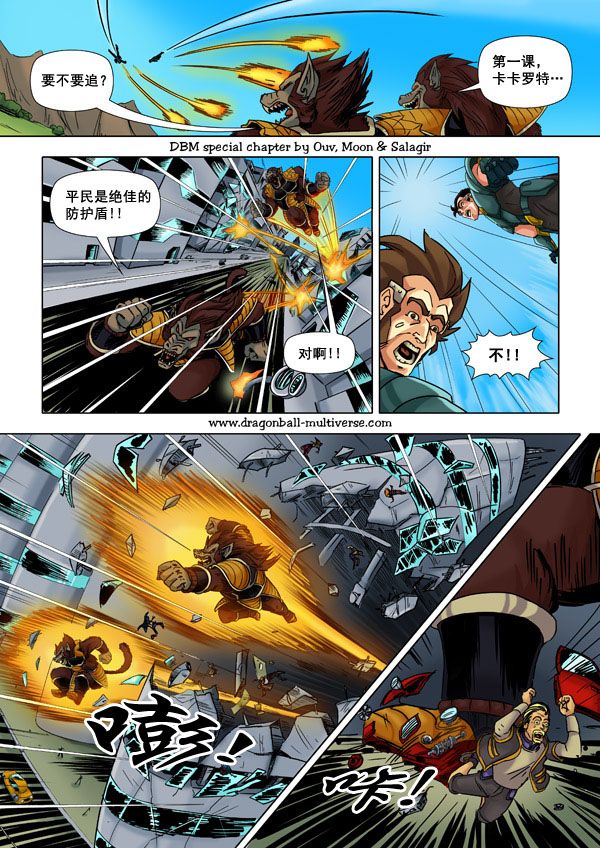 要不要追？
第一课，
卡卡罗特…
DBM special chapter by Ouv, Moon & Salagir
平民是绝佳的
防护盾！！
对啊！！
不！！
www.dragonball-multiverse.com
嘭！
咔！